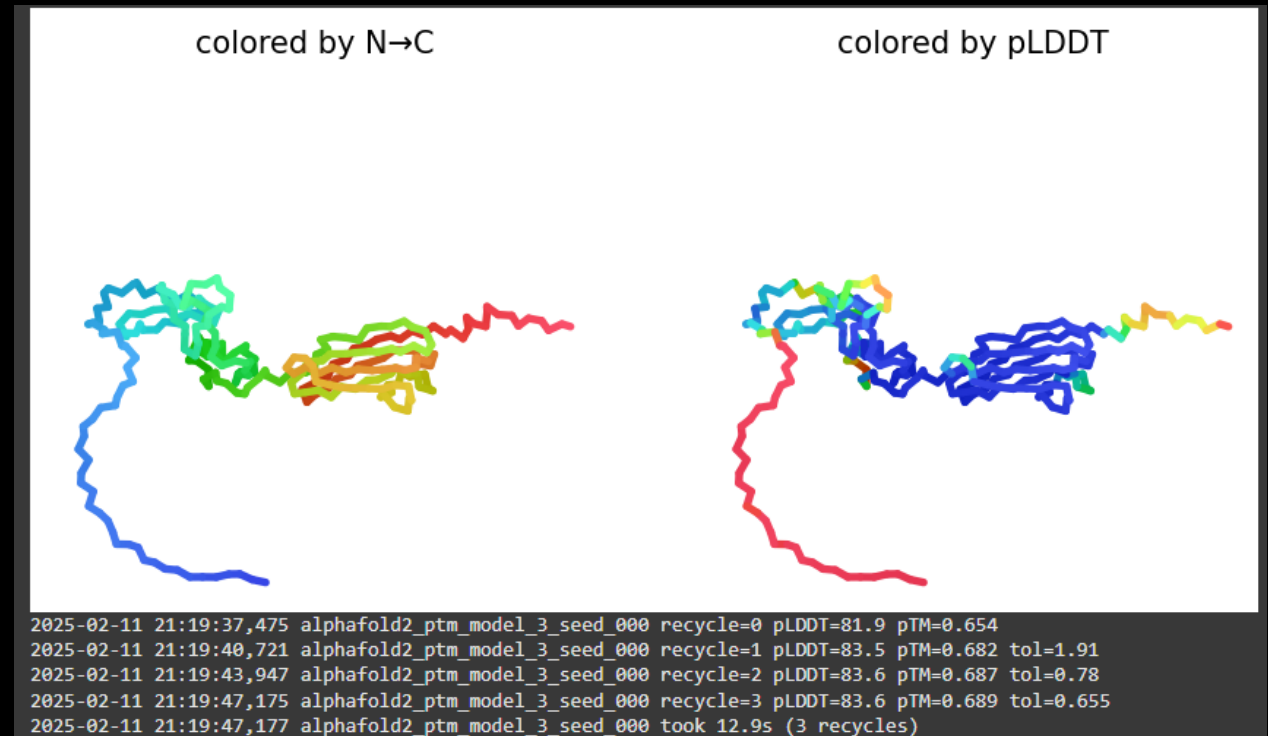 colored by N→C
colored by pLDDT
2025-02-11 21:19:37,475 alphafold2_ptm_model_3_seed_000 recycle=0 pLDDT=81.9 pTM=0.654
2025-02-11 21:19:40,721 alphafold2_ptm_model_3_seed_000 recycle=1 pLDDT=83.5 pTM=0.682 tol=1.91
2025-02-11 21:19:43,947 alphafold2_ptm_model_3_seed_000 recycle=2 pLDDT=83.6 pTM=0.687 tol=0.78
2025-02-11 21:19:47,175 alphafold2_ptm_model_3_seed_000 recycle=3 pLDDT=83.6 pTM=0.689 tol=0.655
2025-02-11 21:19:47,177 alphafold2_ptm_model_3_seed_000 took 12.9s (3 recycles)